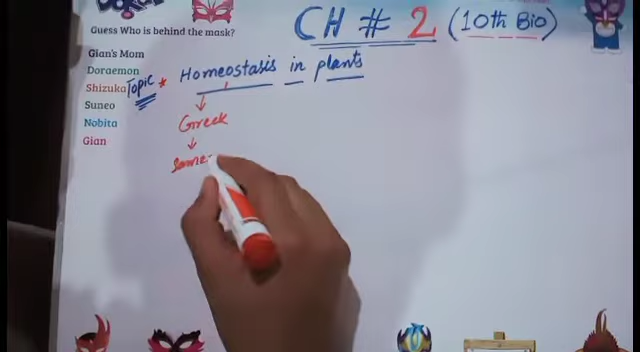 Guess Who is behind the mask?
CH # 2 (10th Bio)
Gian's Mom
Doraemon
Shizuka
Suneo
Nobita
Gian
Topic * Homeostasis in plants
Greek
Same